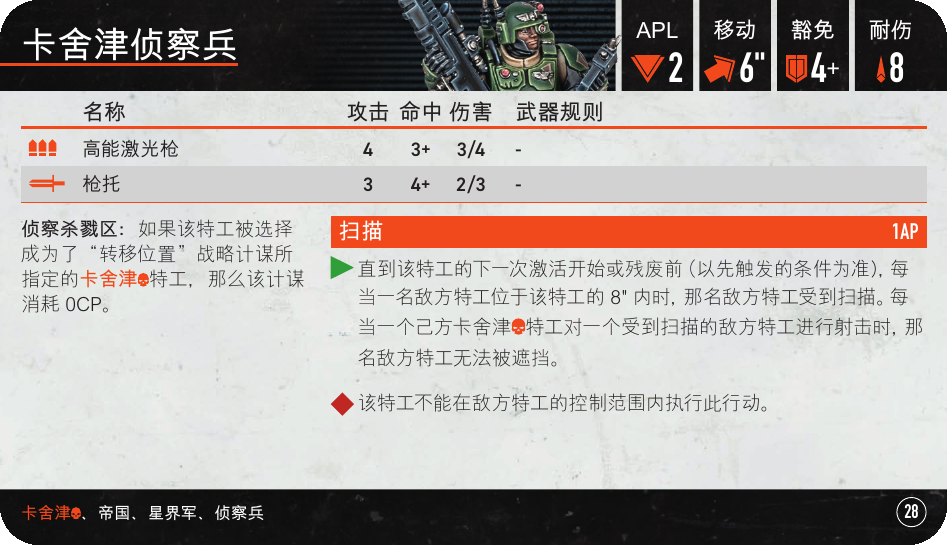 卡舍津侦察兵
APL 移动 豁免 耐伤
2 6" 4+ 8
名称 攻击 命中 伤害 武器规则
高能激光枪 4 3+ 3/4 -
枪托 3 4+ 2/3 -
侦察杀戮区：如果该特工被选择
成为了“转移位置”战略计谋所
指定的卡舍津特工，那么该计谋
消耗 0CP。
扫描 1AP
直到该特工的下一次激活开始或残废前（以先触发的条件为准），每
当一名敌方特工位于该特工的 8" 内时，那名敌方特工受到扫描。每
当一个己方卡舍津特工对一个受到扫描的敌方特工进行射击时，那
名敌方特工无法被遮挡。
该特工不能在敌方特工的控制范围内执行此行动。
卡舍津、帝国、星界军、侦察兵
28